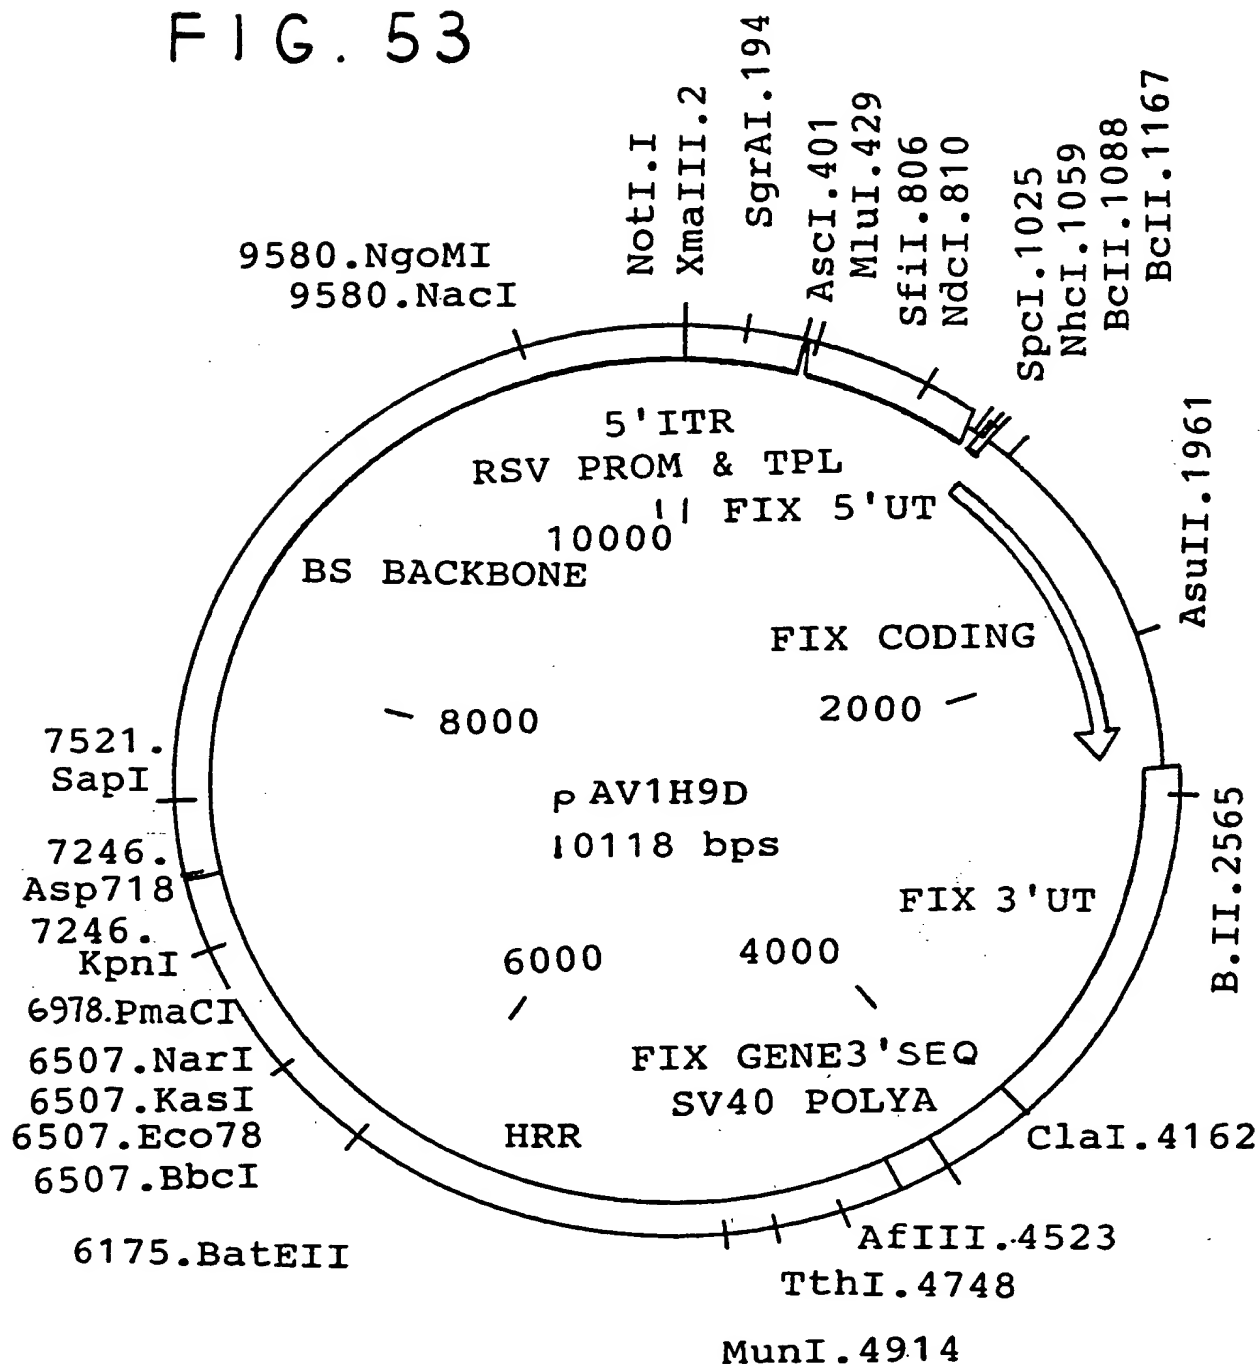 FIG. 53
NotI.I
XmaIII.2
SgrAI.194
AscI.401
MluI.429
SfiI.806
NdcI.810
SpcI.1025
NhcI.1059
BcII.1088
BcII.1167
9580.NgoMI
9580.NacI
5'ITR
RSV PROM & TPL
FIX 5'UT
10000
BS BACKBONE
AsuII.1961
FIX CODING
2000
8000
7521.
SapI
pAV1H9D
10118 bps
B.II.2565
7246.
Asp718
FIX 3'UT
7246.
KpnI
6000
4000
6978.PmaCI
6507.NarI
FIX GENE3'SEQ
6507.KasI
SV40 POLYA
6507.Eco78
HRR
ClaI.4162
6507.BbcI
6175.BatEII
AfIII.4523
TthI.4748
MunI.4914